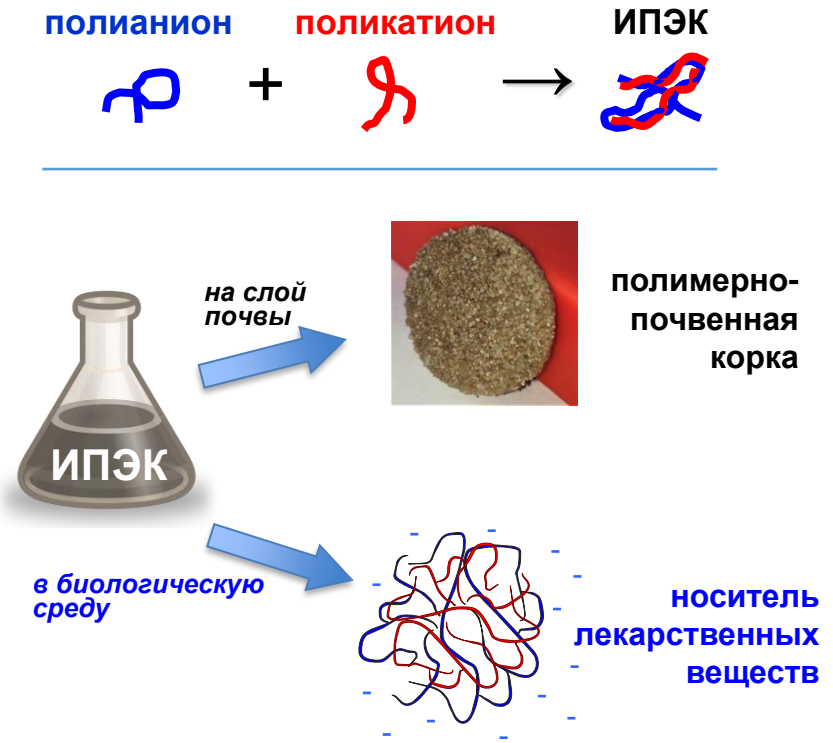 полианион поликатион ИПЭК
+ →
на слой
почвы
полимерно-
почвенная
корка
ИПЭК
в биологическую
среду
носитель
лекарственных
веществ